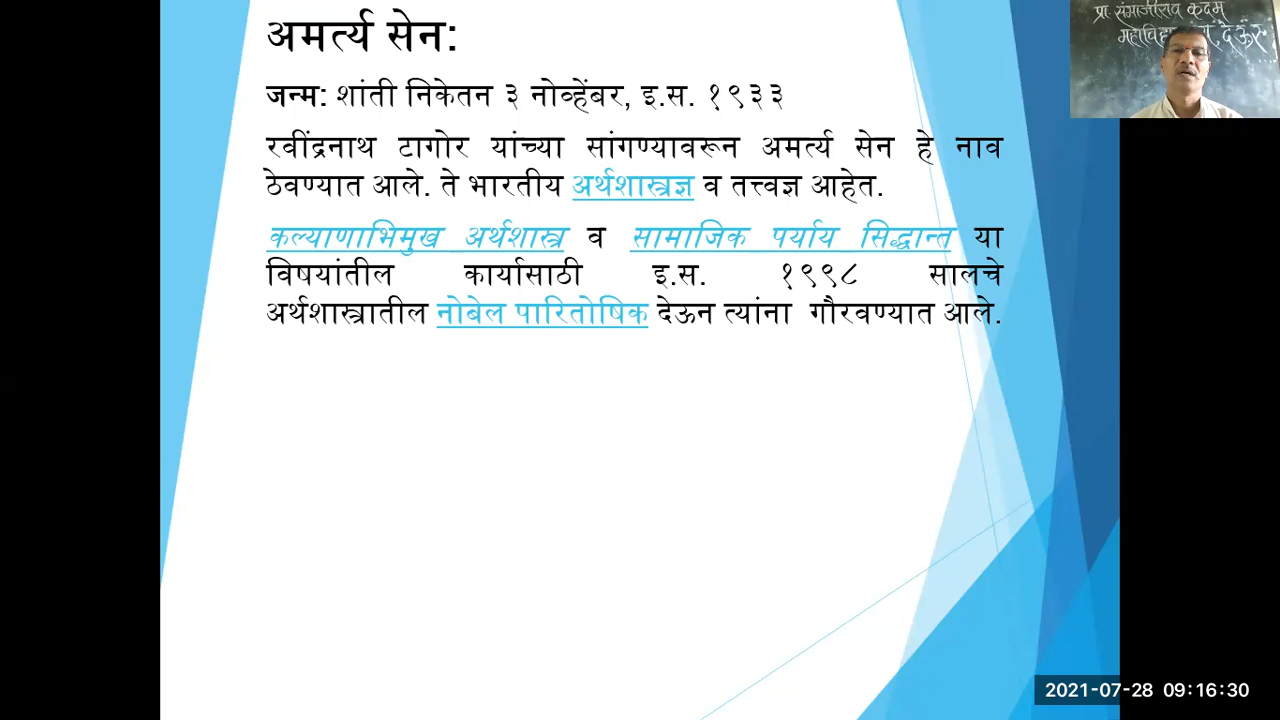 अमर्त्य सेन:
जन्म: शांती निकेतन ३ नोव्हेंबर, इ.स. १९३३
रवींद्रनाथ टागोर यांच्या सांगण्यावरून अमर्त्य सेन हे नाव
ठेवण्यात आले. ते भारतीय अर्थशास्त्रज्ञ व तत्त्वज्ञ आहेत.
कल्याणाभिमुख अर्थशास्त्र व सामाजिक पर्याय सिद्धान्त या
विषयांतील कार्यासाठी इ.स. १९९८ सालचे
अर्थशास्त्रातील नोबेल पारितोषिक देऊन त्यांना गौरवण्यात आले.
प्रा संभाजीराव कदम
देऊर
2021-07-28 09:16:30